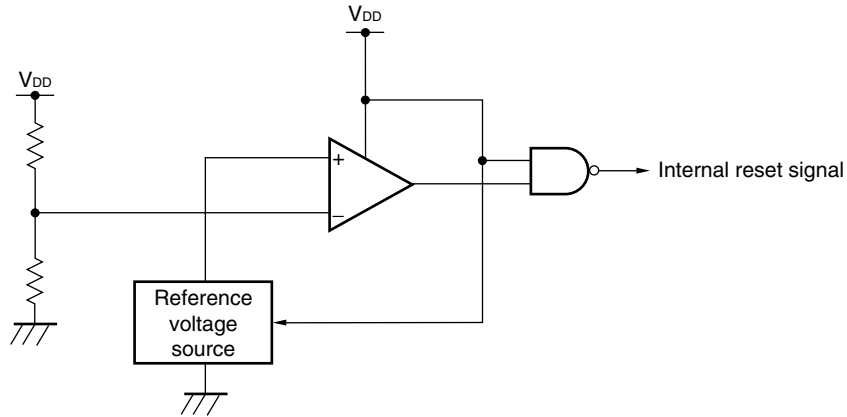 VDD
VDD
+
−
Internal reset signal
Reference
voltage
source